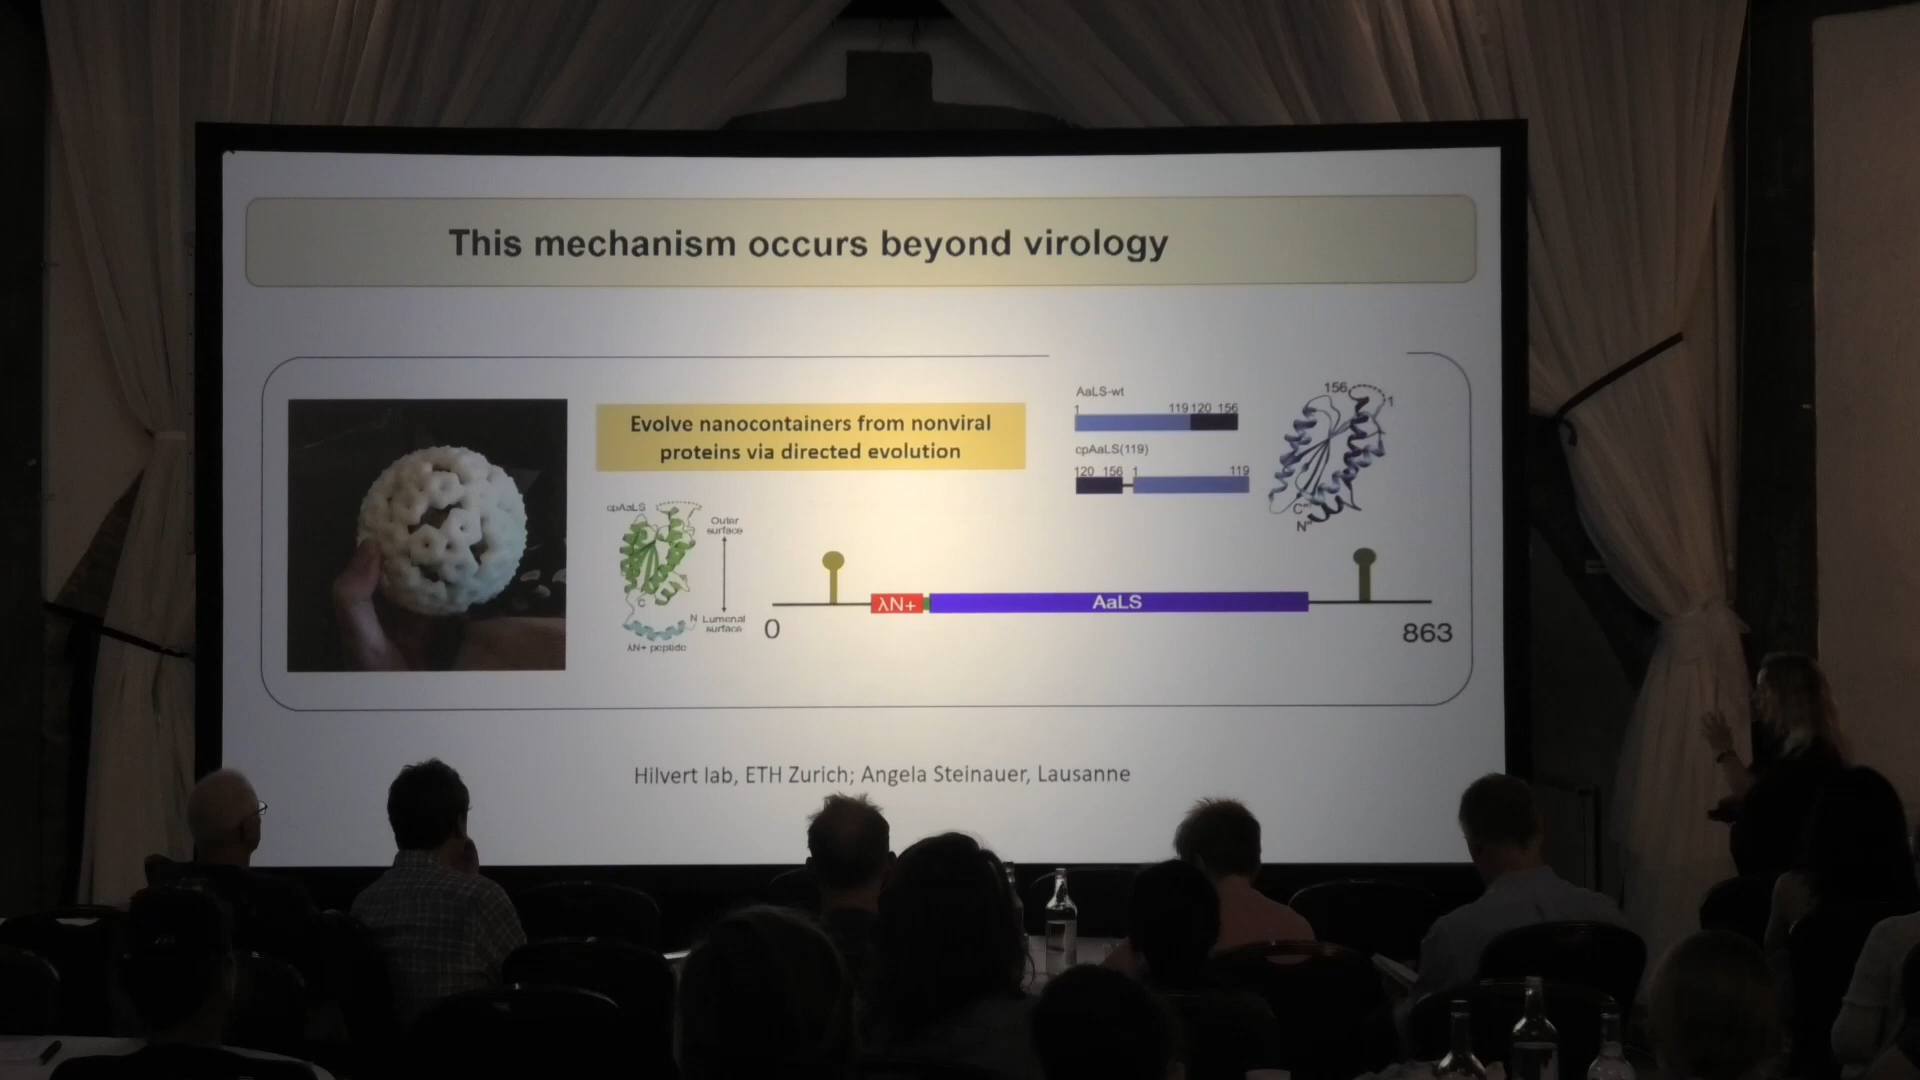 This mechanism occurs beyond virology
Evolve nanocontainers from nonviral
proteins via directed evolution
AaLS-wt
1 119 120 156
cpAaLS(119)
120 156 1 119
156 1
C
N
cpAaLS
Outer
surface
C
N Lumenal
surface
λN+ peptide
λN+ AaLS
0 863
Hilvert lab, ETH Zurich; Angela Steinauer, Lausanne